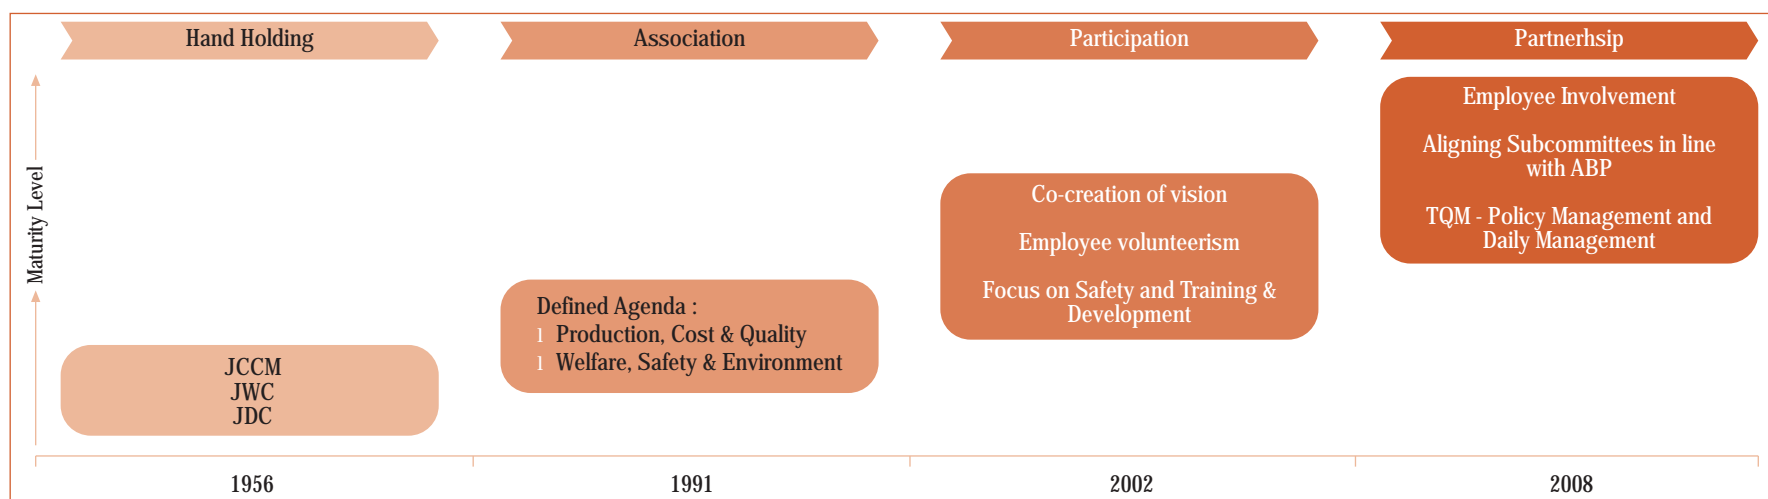 Hand Holding
Association
Participation
Partnerhsip
Maturity Level
JCCM
JWC
JDC
Defined Agenda :
l Production, Cost & Quality
l Welfare, Safety & Environment
Co-creation of vision
Employee volunteerism
Focus on Safety and Training &
Development
Employee Involvement
Aligning Subcommittees in line
with ABP
TQM - Policy Management and
Daily Management
1956
1991
2002
2008